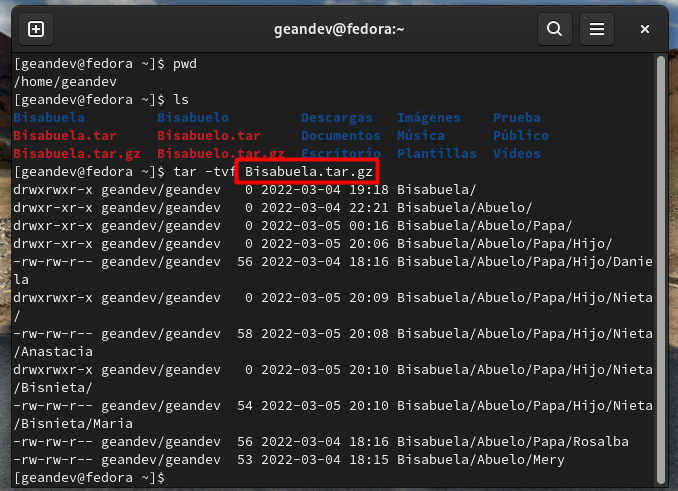 geandev@fedora:~
[geandev@fedora ~]$ pwd
/home/geandev
[geandev@fedora ~]$ ls
Bisabuela Bisabuelo Descargas Imágenes Prueba
Bisabuela.tar Bisabuelo.tar Documentos Música Público
Bisabuela.tar.gz Bisabuelo.tar.gz Escritorio Plantillas Vídeos
[geandev@fedora ~]$ tar -tvf Bisabuela.tar.gz
drwxrwxr-x geandev/geandev 0 2022-03-04 19:18 Bisabuela/
drwxrwxr-x geandev/geandev 0 2022-03-04 22:21 Bisabuela/Abuelo/
drwxrwxr-x geandev/geandev 0 2022-03-05 00:16 Bisabuela/Abuelo/Papa/
drwxrwxr-x geandev/geandev 0 2022-03-05 20:06 Bisabuela/Abuelo/Papa/Hijo/
-rw-rw-r-- geandev/geandev 56 2022-03-04 18:16 Bisabuela/Abuelo/Papa/Hijo/Danie
la
drwxrwxr-x geandev/geandev 0 2022-03-05 20:09 Bisabuela/Abuelo/Papa/Hijo/Nieta
/
-rw-rw-r-- geandev/geandev 58 2022-03-05 20:08 Bisabuela/Abuelo/Papa/Hijo/Nieta
/Anastacia
drwxrwxr-x geandev/geandev 0 2022-03-05 20:10 Bisabuela/Abuelo/Papa/Hijo/Nieta
/Bisnieta/
-rw-rw-r-- geandev/geandev 54 2022-03-05 20:10 Bisabuela/Abuelo/Papa/Hijo/Nieta
/Bisnieta/Maria
-rw-rw-r-- geandev/geandev 56 2022-03-04 18:16 Bisabuela/Abuelo/Papa/Rosalba
-rw-rw-r-- geandev/geandev 53 2022-03-04 18:15 Bisabuela/Abuelo/Mery
[geandev@fedora ~]$